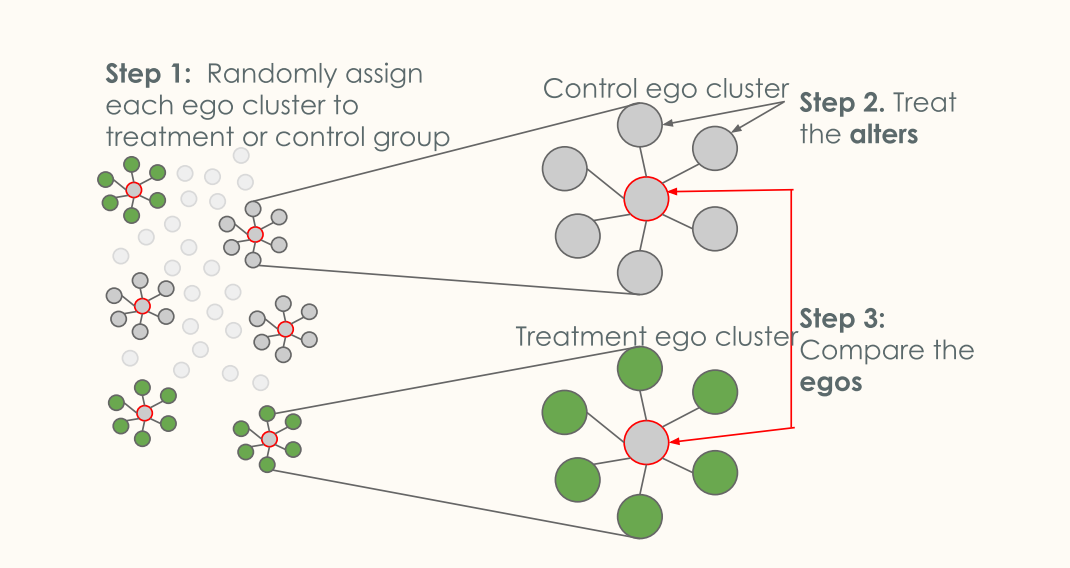 Step 1: Randomly assign
each ego cluster to
treatment or control group
Control ego cluster
Step 2. Treat
the alters
Treatment ego cluster
Step 3:
Compare the
egos